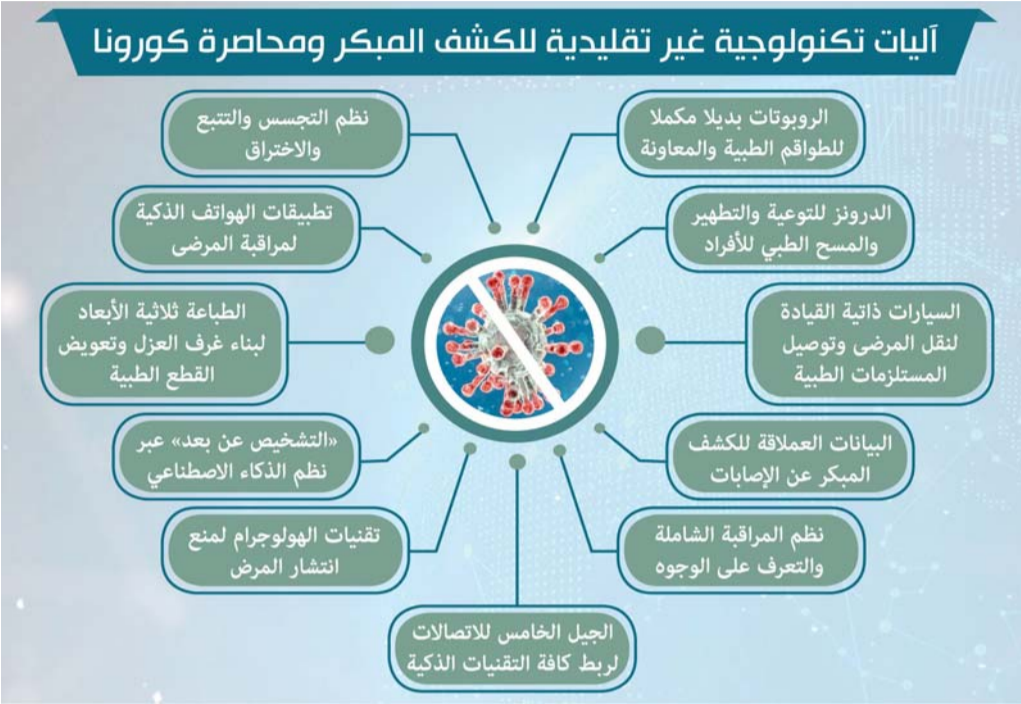 آليات تكنولوجية غير تقليدية للكشف المبكر ومحاصرة كورونا
الروبوتات بديلا مكملا
للطواقم الطبية والمعاونة
الدرونز للتوعية والتطهير
والمسح الطبي للأفراد
السيارات ذاتية القيادة
لنقل المرضى وتوصيل
المستلزمات الطبية
البيانات العملاقة للكشف
المبكر عن الإصابات
نظم المراقبة الشاملة
والتعرف على الوجوه
الجيل الخامس للاتصالات
لربط كافة التقنيات الذكية
نظم التجسس والتتبع
والاختراق
تطبيقات الهواتف الذكية
لمراقبة المرضى
الطباعة ثلاثية الأبعاد
لبناء غرف العزل وتعويض
القطع الطبية
«التشخيص عن بعد» عبر
نظم الذكاء الاصطناعي
تقنيات الهولوجرام لمنع
انتشار المرض